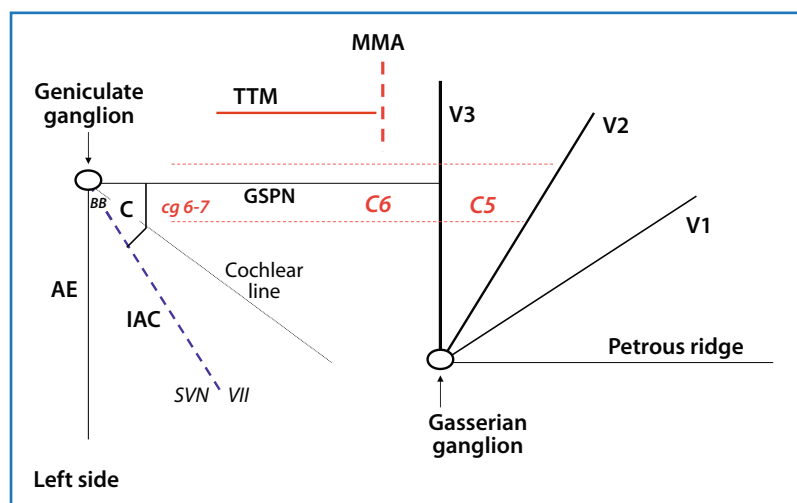 MMA
Geniculate
ganglion
TTM
V3
V2
BB
C
cg 6-7
GSPN
C6
C5
V1
Cochlear
line
AE
IAC
Petrous ridge
SVN VII
Gasserian
ganglion
Left side